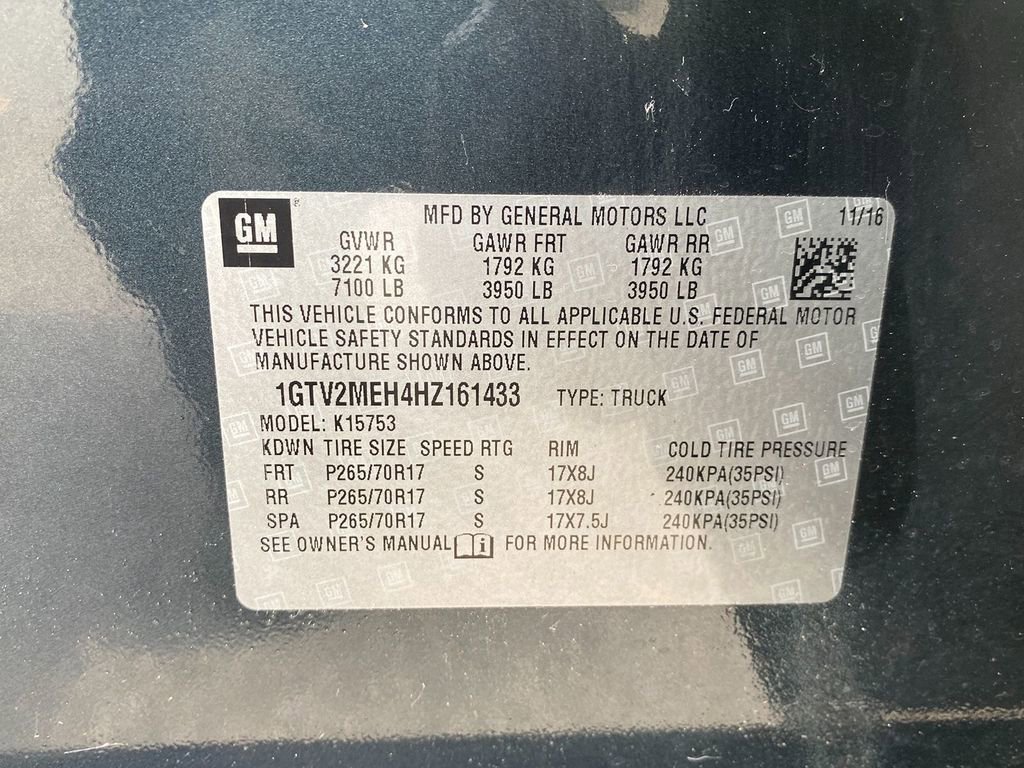 GM
MFD BY GENERAL MOTORS LLC 11/16
GVWR GAWR FRT GAWR RR
3221 KG 1792 KG 1792 KG
7100 LB 3950 LB 3950 LB
THIS VEHICLE CONFORMS TO ALL APPLICABLE U.S. FEDERAL MOTOR
VEHICLE SAFETY STANDARDS IN EFFECT ON THE DATE OF
MANUFACTURE SHOWN ABOVE.
1GTV2MEH4HZ161433 TYPE: TRUCK
MODEL: K15753
KDWN TIRE SIZE SPEED RTG RIM COLD TIRE PRESSURE
FRT P265/70R17 S 17X8J 240KPA(35PSI)
RR P265/70R17 S 17X8J 240KPA(35PSI)
SPA P265/70R17 S 17X7.5J 240KPA(35PSI)
SEE OWNER'S MANUAL FOR MORE INFORMATION.